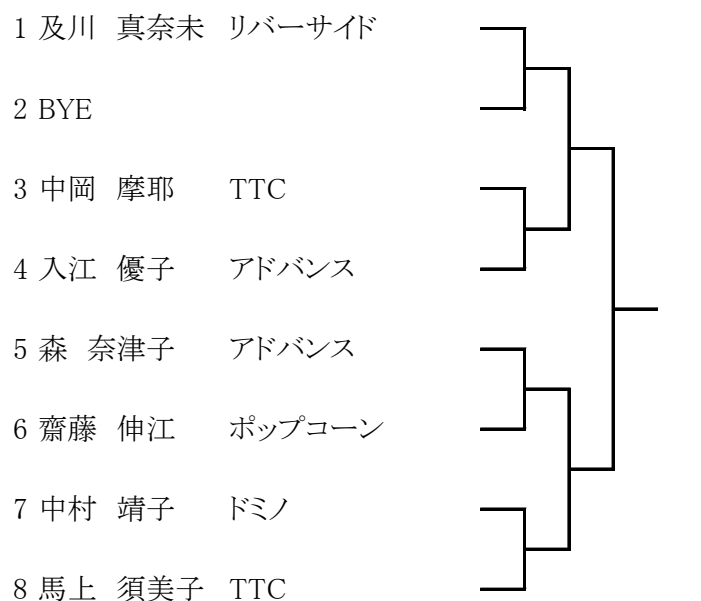 1 及川 真奈未 リバーサイド
2 BYE
3 中岡 摩耶 TTC
4 入江 優子 アドバンス
5 森 奈津子 アドバンス
6 齋藤 伸江 ポップコーン
7 中村 靖子 ドミノ
8 馬上 須美子 TTC